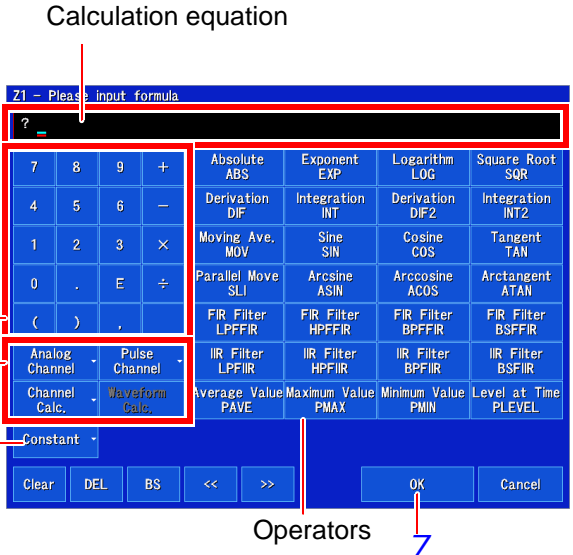 Calculation equation
Z1 - Please input formula
?
7 8 9 + Absolute ABS Exponent EXP Logarithm LOG Square Root SQR
4 5 6 - Derivation DIF Integration INT Derivation DIF2 Integration INT2
1 2 3 × Moving Ave. MOV Sine SIN Cosine COS Tangent TAN
0 . E ÷ Parallel Move SLI Arcsine ASIN Arccosine ACOS Arctangent ATAN
( ) , FIR Filter LPFFIR FIR Filter HPFFIR FIR Filter BPFFIR FIR Filter BSFFIR
Analog Channel Pulse Channel IIR Filter LPFIIR IIR Filter HPFIIR IIR Filter BPFIIR IIR Filter BSFIIR
Channel Calc. Waveform Calc. Average Value PAVE Maximum Value PMAX Minimum Value PMIN Level at Time PLEVEL
Constant
Clear DEL BS << >> OK Cancel
Operators
7